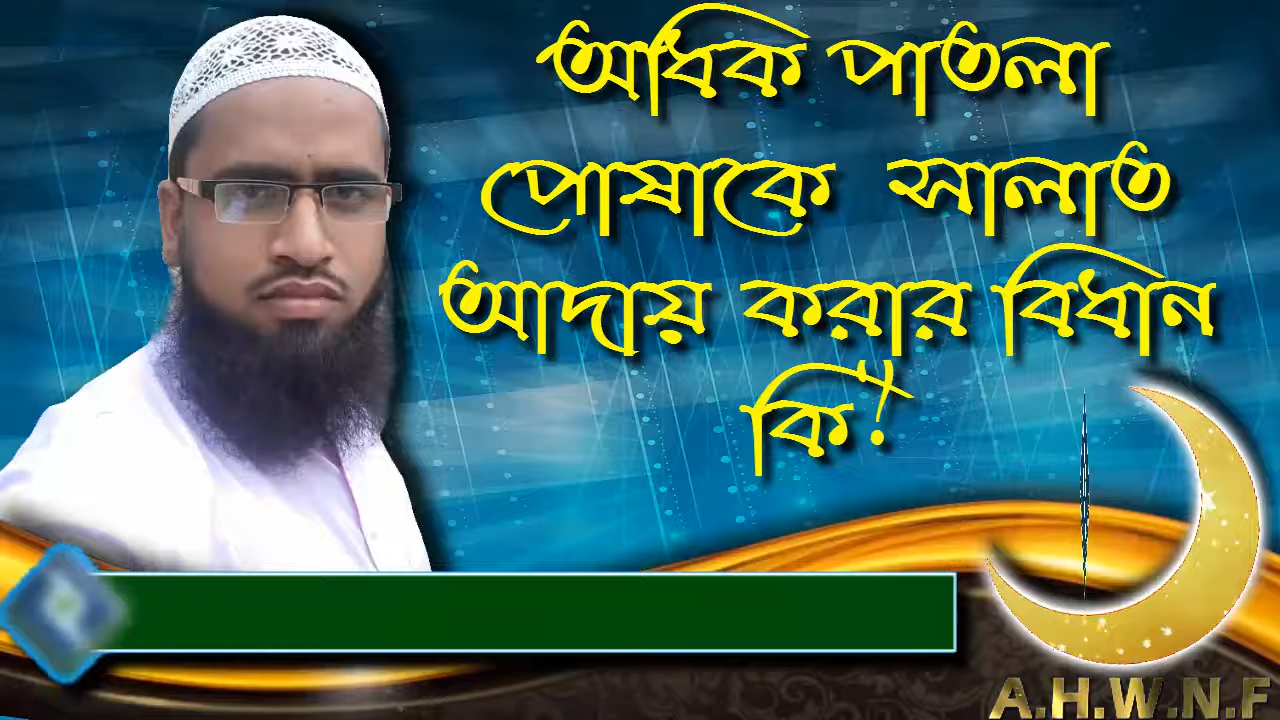 অধিক পাতলা
পোষাকে সালাত
আদায় করার বিধান
কি?
A.H.W.N.F